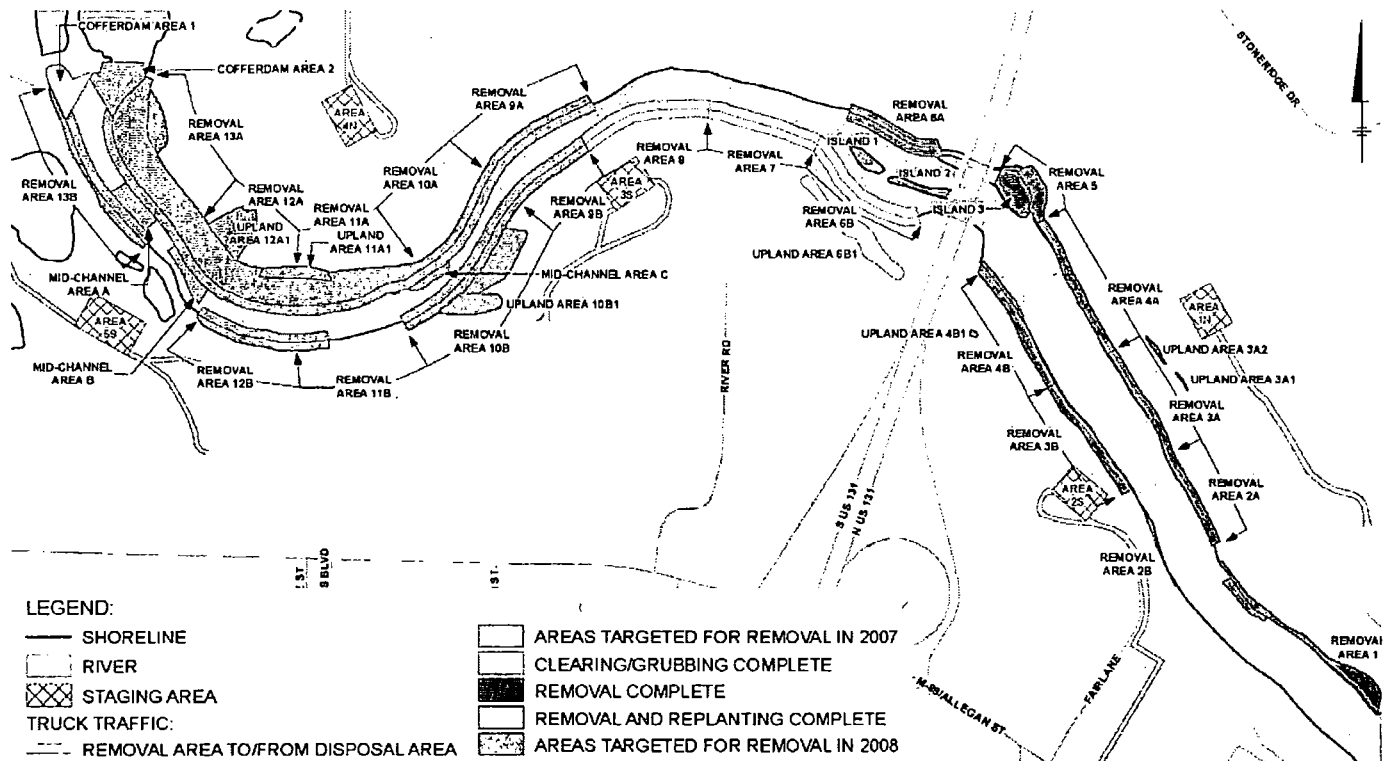 COFFERDAM AREA 1
COFFERDAM AREA 2
REMOVAL
AREA 9A
AREA
4N
REMOVAL
AREA 13A
REMOVAL
AREA 10A
REMOVAL
AREA 13B
REMOVAL
AREA 12A
UPLAND
AREA 12A1
REMOVAL
AREA 11A
UPLAND
AREA 11A1
MID-CHANNEL
AREA A
AREA
5S
MID-CHANNEL
AREA B
REMOVAL
AREA 12B
REMOVAL
AREA 11B
REMOVAL
AREA 10B
MID-CHANNEL AREA C
UPLAND AREA 10B1
REMOVAL
AREA 9B
AREA
3S
REMOVAL
AREA 8
REMOVAL
AREA 7
REMOVAL
AREA 6A
ISLAND 1
ISLAND 2
ISLAND 3
REMOVAL
AREA 6B
UPLAND AREA 6B1
REMOVAL
AREA 5
STONERIDGE DR
REMOVAL
AREA 4A
AREA
1N
UPLAND AREA 3A2
UPLAND AREA 3A1
UPLAND AREA 4B1
REMOVAL
AREA 4B
REMOVAL
AREA 3A
REMOVAL
AREA 3B
REMOVAL
AREA 2A
AREA
2S
REMOVAL
AREA 2B
REMOVAL
AREA 1
RIVER RD
S US 131
N US 131
FAIRLANE
M-89/ALLEGAN ST
S BLVD
LEGEND:
SHORELINE
RIVER
STAGING AREA
TRUCK TRAFFIC:
REMOVAL AREA TO/FROM DISPOSAL AREA
AREAS TARGETED FOR REMOVAL IN 2007
CLEARING/GRUBBING COMPLETE
REMOVAL COMPLETE
REMOVAL AND REPLANTING COMPLETE
AREAS TARGETED FOR REMOVAL IN 2008